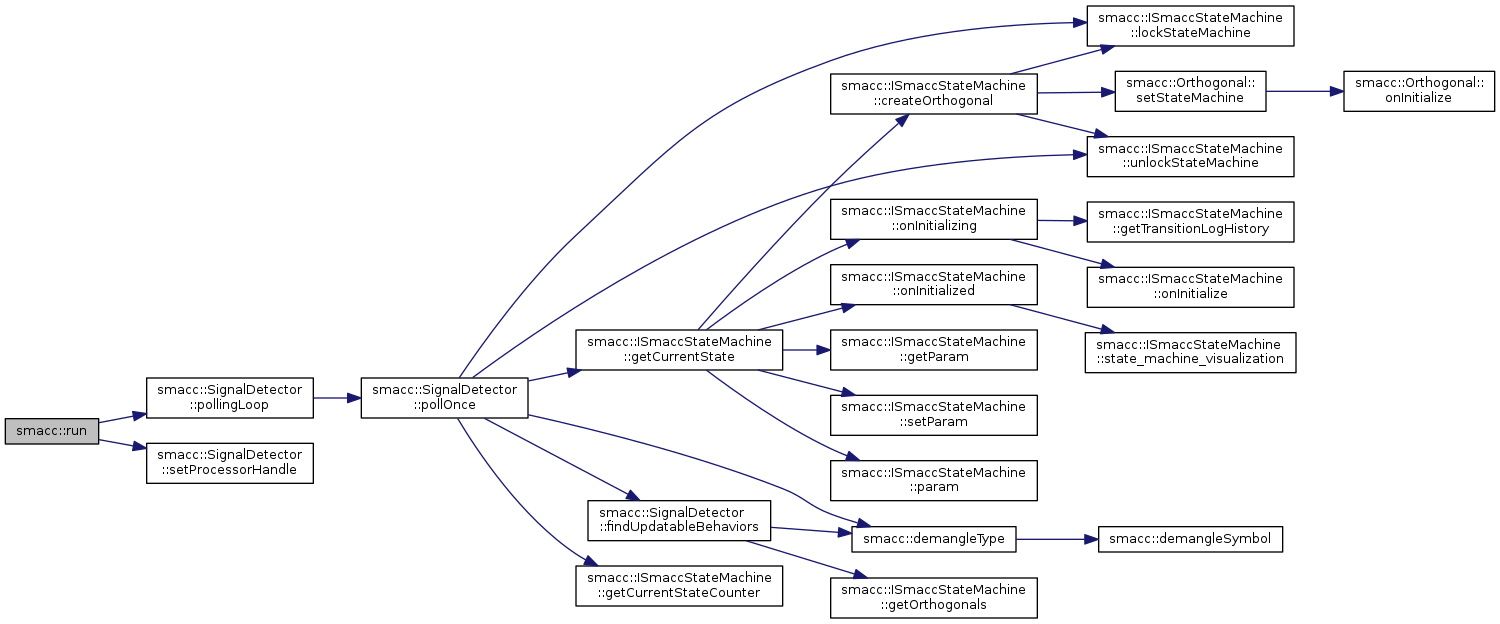 smacc::run
smacc::SignalDetector
::pollingLoop
smacc::SignalDetector
::setProcessorHandle
smacc::SignalDetector
::pollOnce
smacc::ISmaccStateMachine
::getCurrentState
smacc::SignalDetector
::findUpdatableBehaviors
smacc::ISmaccStateMachine
::getCurrentStateCounter
smacc::ISmaccStateMachine
::createOrthogonal
smacc::ISmaccStateMachine
::onInitializing
smacc::ISmaccStateMachine
::onInitialized
smacc::ISmaccStateMachine
::getParam
smacc::ISmaccStateMachine
::setParam
smacc::ISmaccStateMachine
::param
smacc::demangleType
smacc::ISmaccStateMachine
::getOrthogonals
smacc::ISmaccStateMachine
::lockStateMachine
smacc::Orthogonal::
setStateMachine
smacc::ISmaccStateMachine
::unlockStateMachine
smacc::ISmaccStateMachine
::getTransitionLogHistory
smacc::ISmaccStateMachine
::onInitialize
smacc::ISmaccStateMachine
::state_machine_visualization
smacc::demangleSymbol
smacc::Orthogonal::
onInitialize